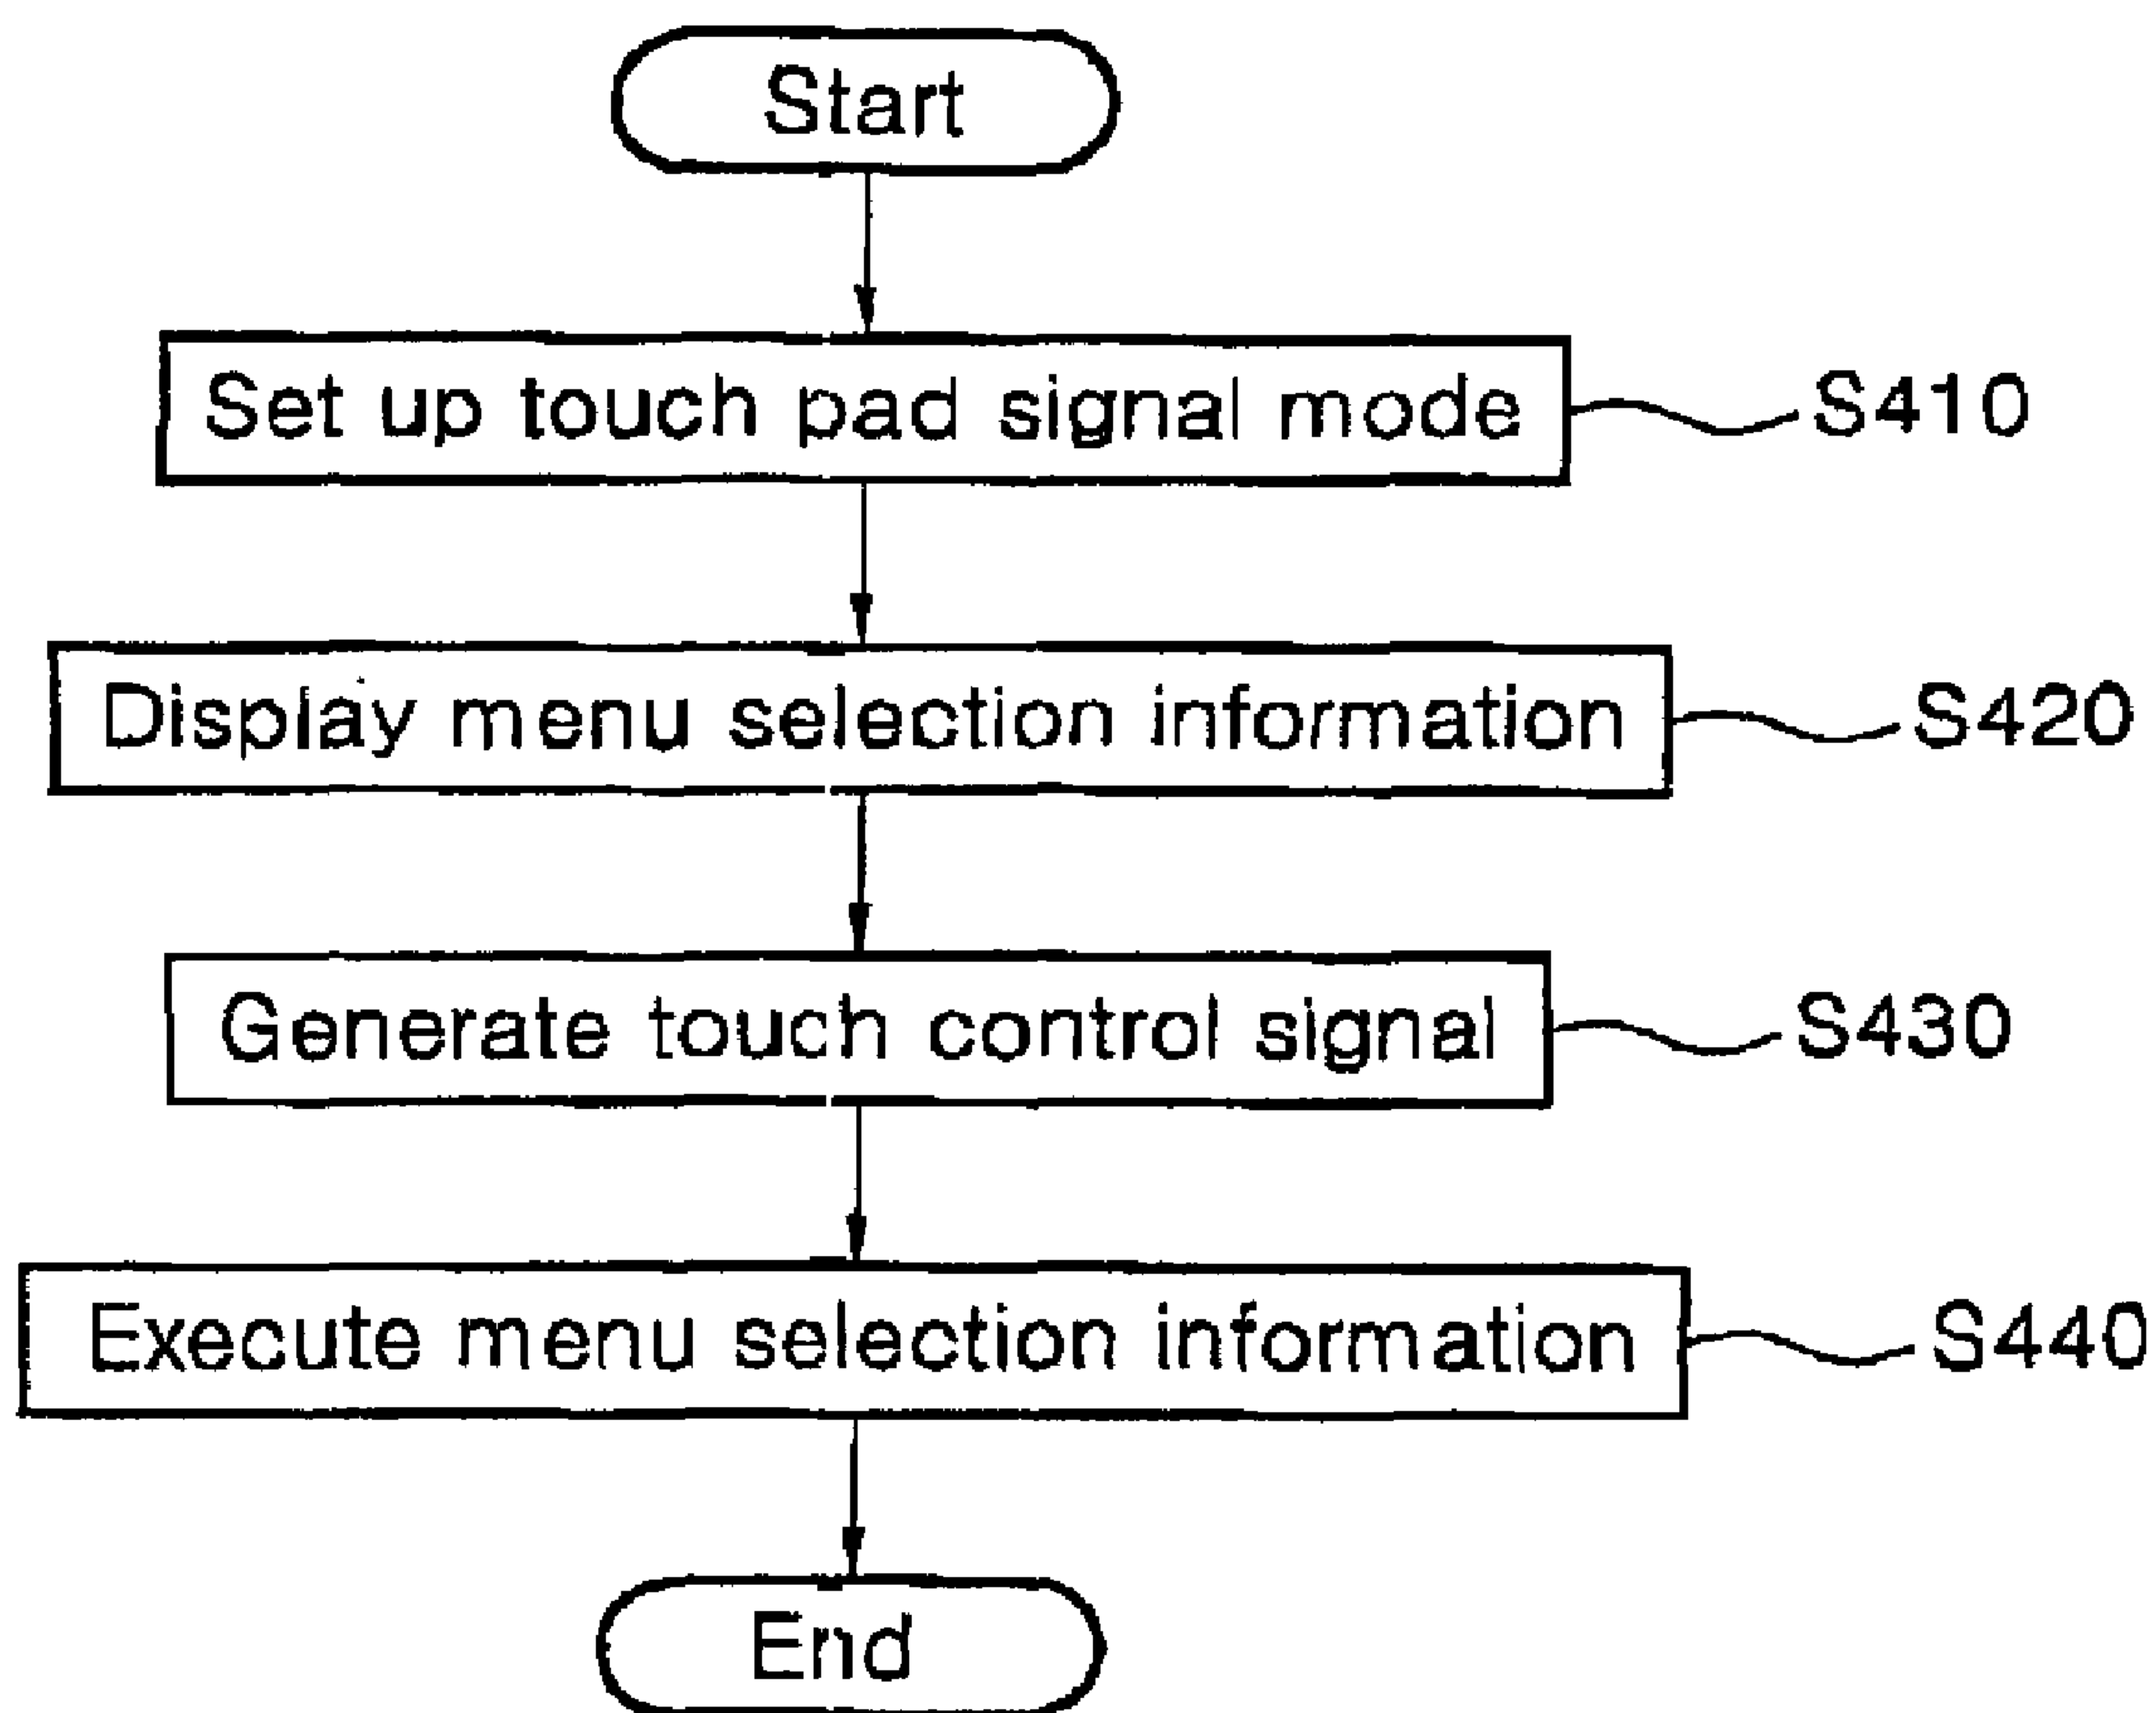 Start
Set up touch pad signal mode S410
Display menu selection information S420
Generate touch control signal S430
Execute menu selection information S440
End